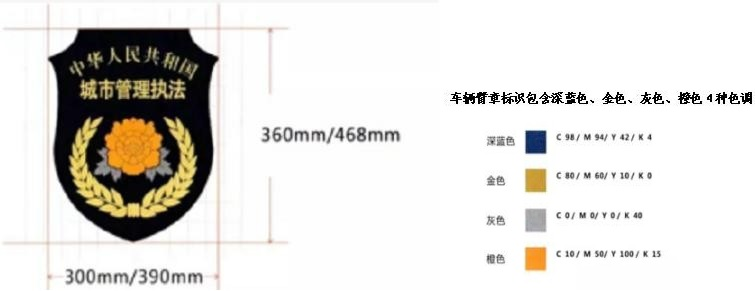 中华人民共和国
城市管理执法
360mm/468mm
300mm/390mm
车辆臂章标识包含深蓝色、金色、灰色、橙色 4 种色调
深蓝色 C 98/ M 94/ Y 42/ K 4
金色 C 80/ M 60/ Y 10/ K 0
灰色 C 0/ M 0/ Y 0/ K 40
橙色 C 10/ M 50/ Y 100/ K 15